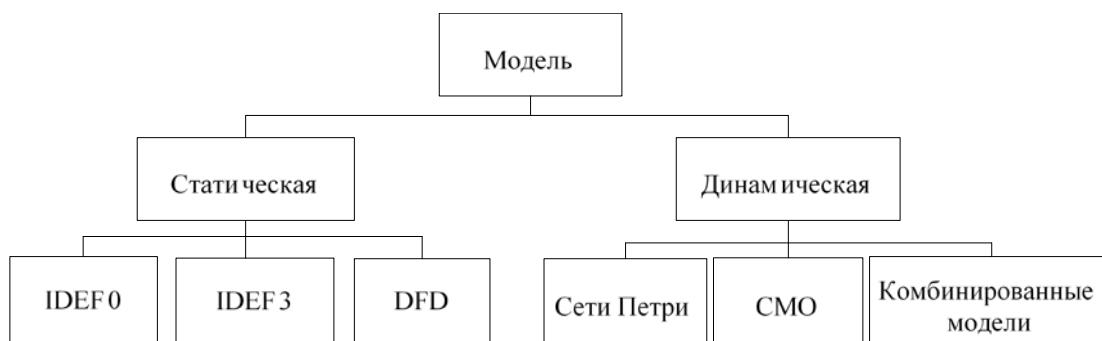 Модель
Статическая
Динамическая
IDEF0
IDEF3
DFD
Сети Петри
СМО
Комбинированные
модели